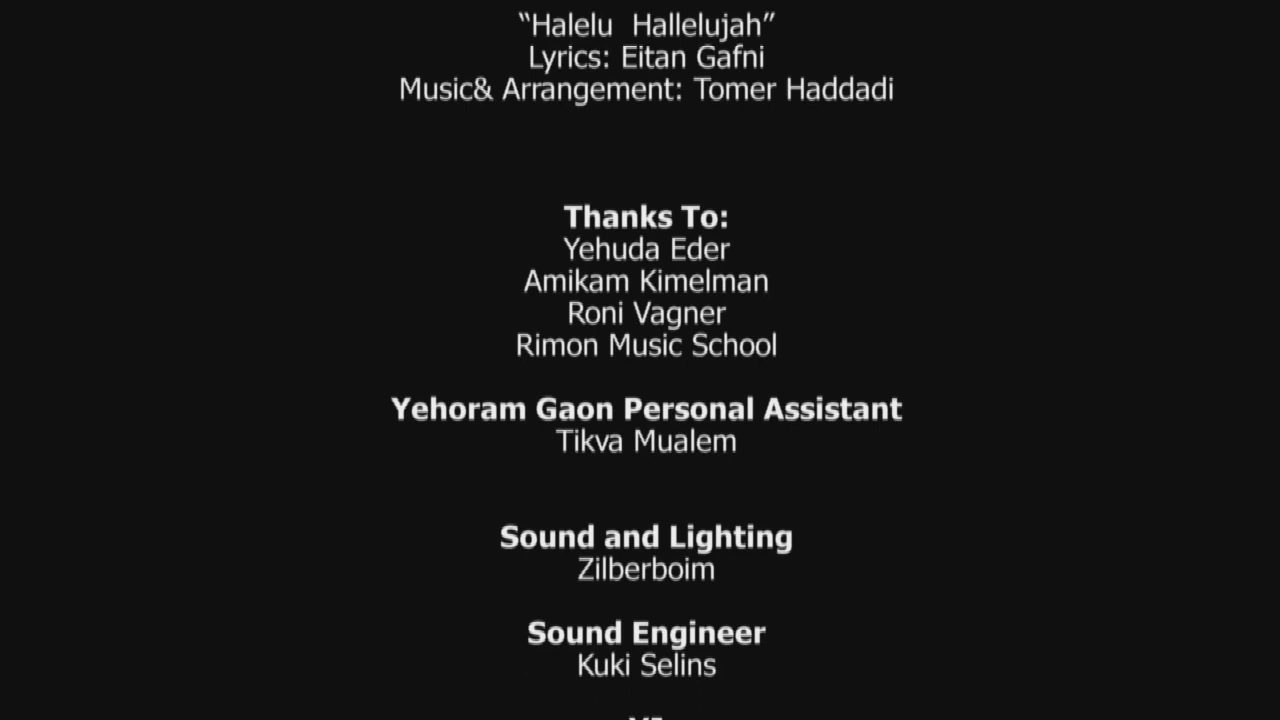 “Halelu  Hallelujah”
Lyrics: Eitan Gafni
Music& Arrangement: Tomer Haddadi
Thanks To:
Yehuda Eder
Amikam Kimelman
Roni Vagner
Rimon Music School
Yehoram Gaon Personal Assistant
Tikva Mualem
Sound and Lighting
Zilberboim
Sound Engineer
Kuki Selins